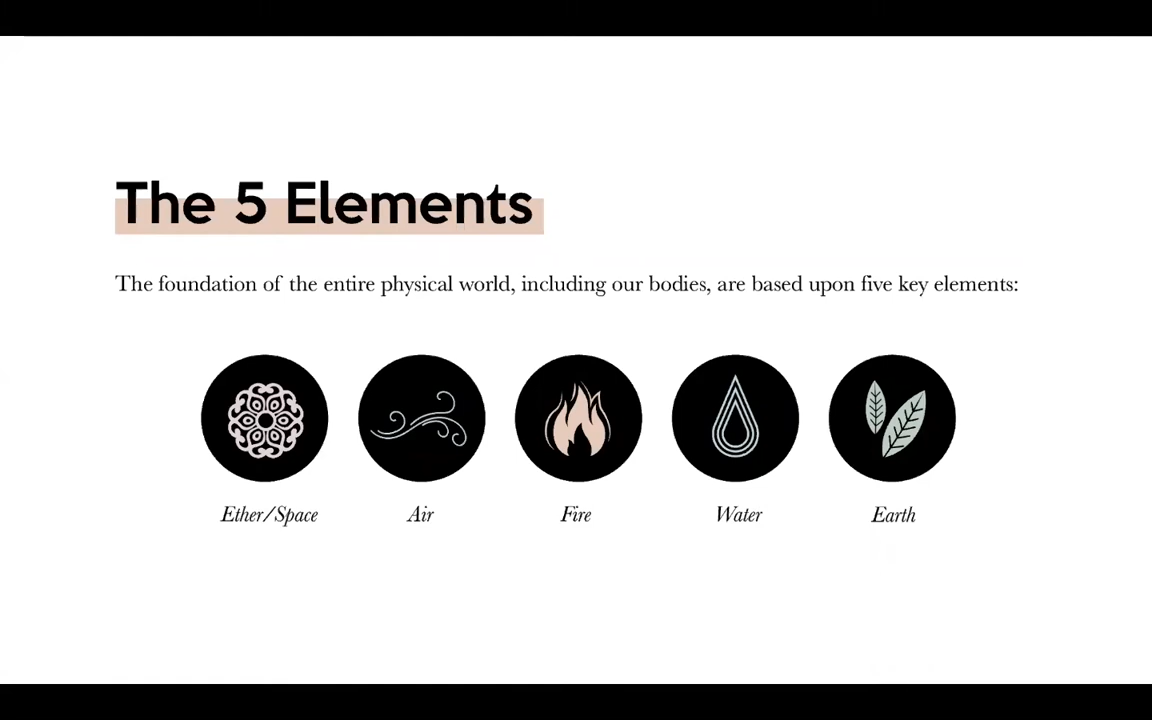 The 5 Elements
The foundation of the entire physical world, including our bodies, are based upon five key elements:
Ether/Space
Air
Fire
Water
Earth